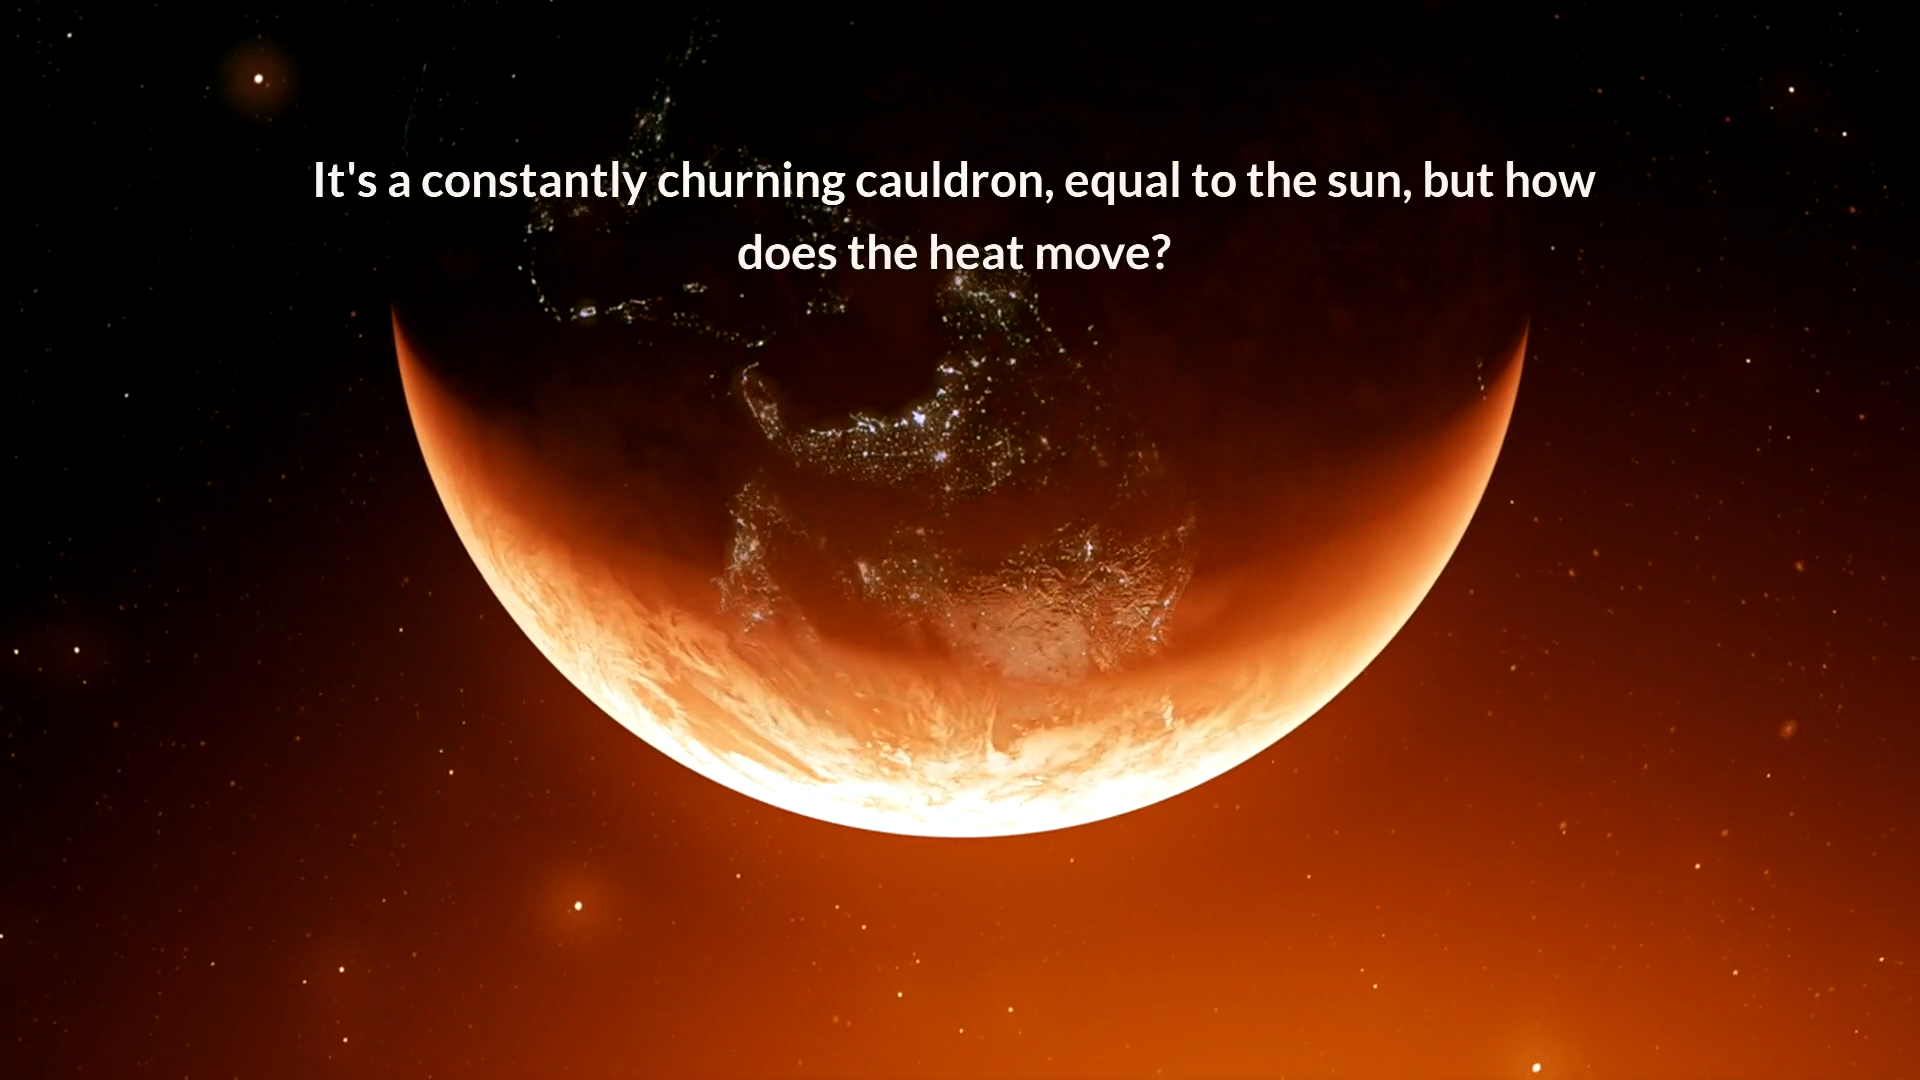 It's a constantly churning cauldron, equal to the sun, but how
does the heat move?